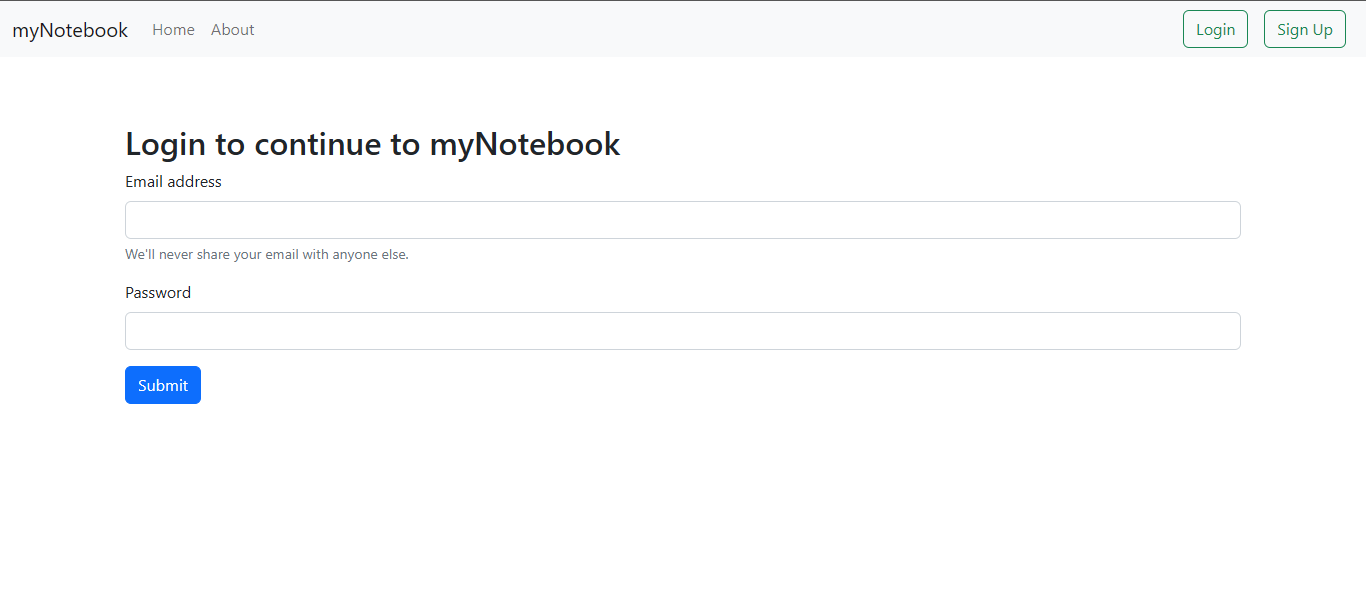 myNotebook Home About Login Sign Up
Login to continue to myNotebook
Email address
We'll never share your email with anyone else.
Password
Submit